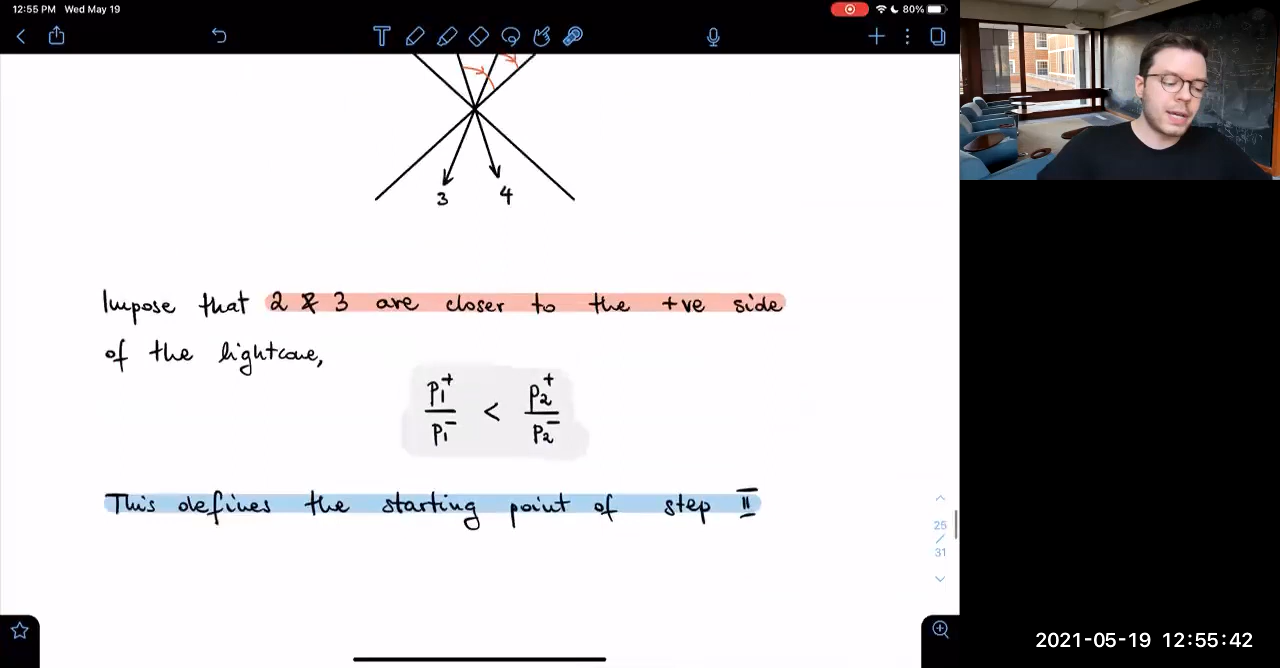 12:55 PM Wed May 19
80%
T
3
4
Impose that 2 & 3 are closer to the +ve side
of the lightcone,
p₁⁺/p₁⁻ < p₂⁺/p₂⁻
This defines the starting point of step II
25
/
31
2021-05-19 12:55:42